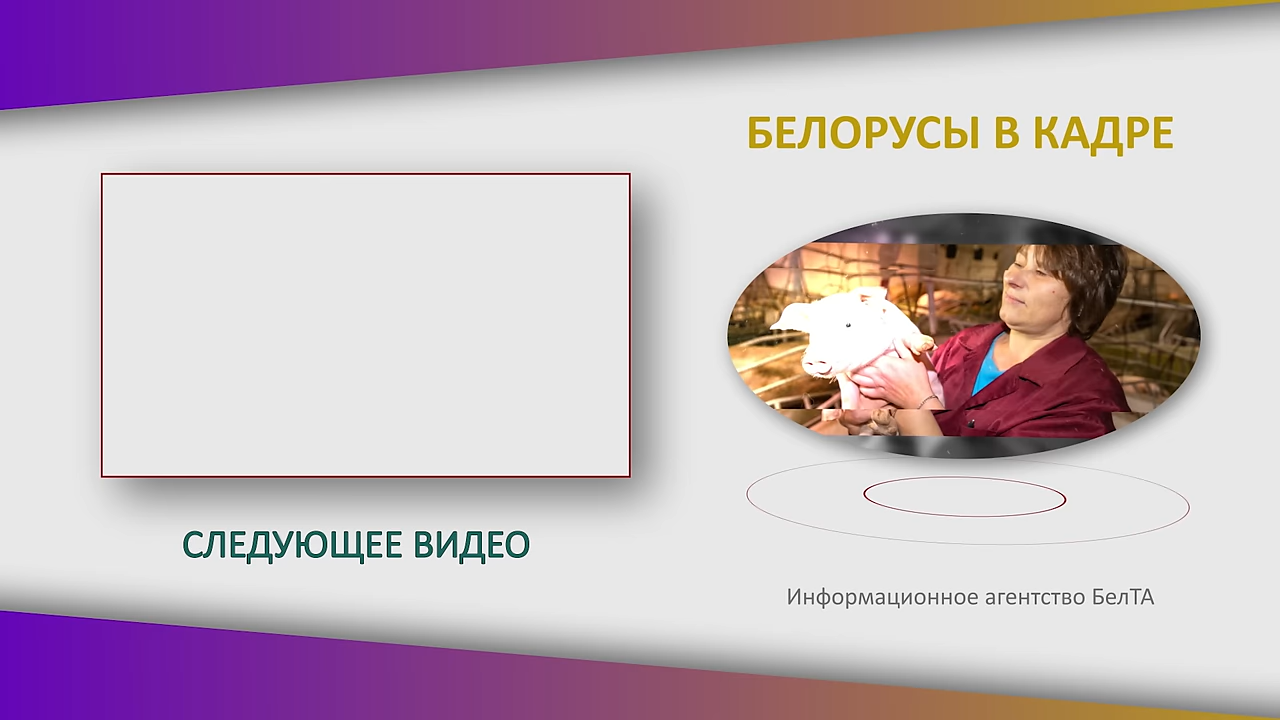 БЕЛОРУСЫ В КАДРЕ
СЛЕДУЮЩЕЕ ВИДЕО
Информационное агентство БелТА